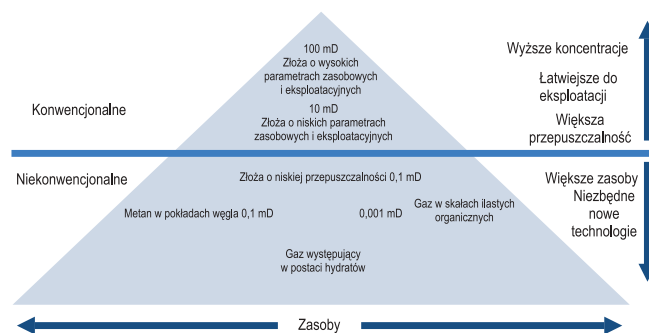 100 mD
Złoża o wysokich
parametrach zasobowych
i eksploatacyjnych
10 mD
Złoża o niskich parametrach
zasobowych i eksploatacyjnych
Konwencjonalne
Wyższe koncentracje
Łatwiejsze do
eksploatacji
Większa
przepuszczalność
Niekonwencjonalne
Złoża o niskiej przepuszczalności 0,1 mD
Metan w pokładach węgla 0,1 mD
0,001 mD
Gaz w skałach ilastych
organicznych
Gaz występujący
w postaci hydratów
Większe zasoby
Niezbędne
nowe
technologie
Zasoby